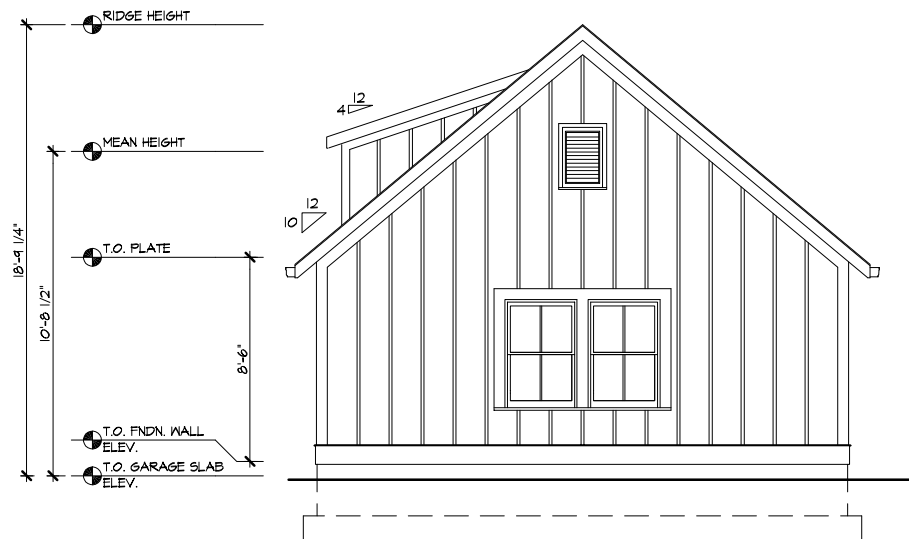 RIDGE HEIGHT
12
4
MEAN HEIGHT
12
10
T.O. PLATE
18'-9 1/4"
10'-8 1/2"
8'-6"
T.O. FNDN. WALL
ELEV.
T.O. GARAGE SLAB
ELEV.